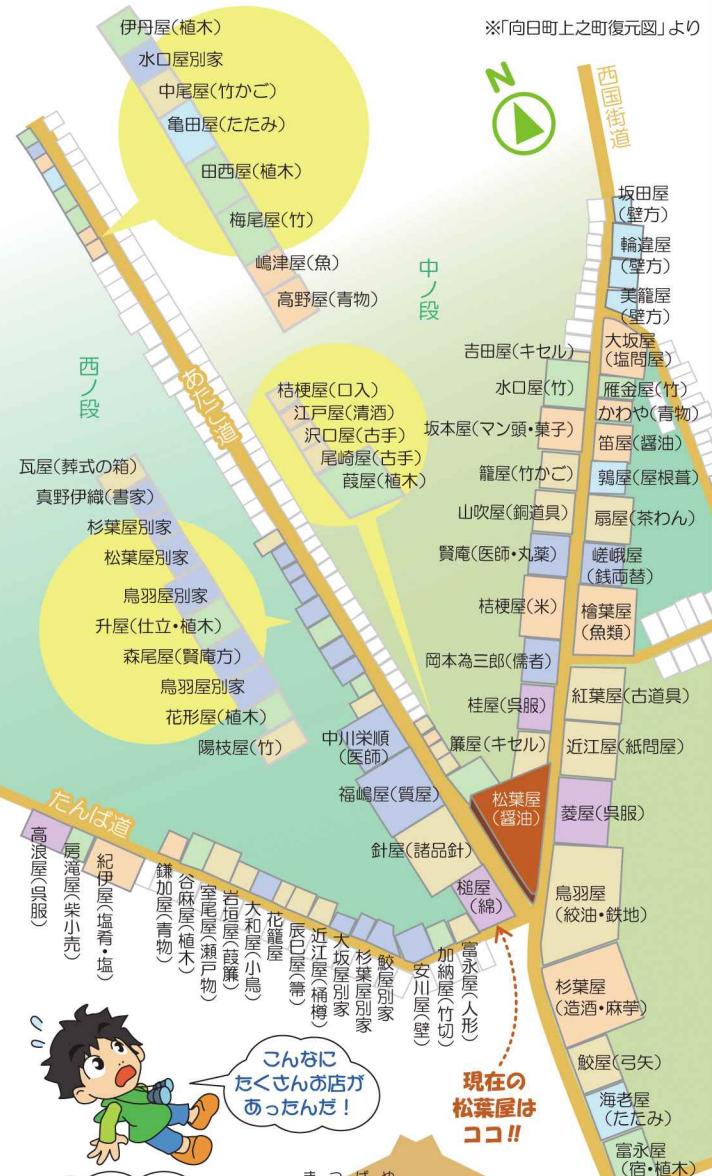 ※「向日町上之町復元図」より
N
西国街道
伊丹屋(植木)
水口屋別家
中尾屋(竹かご)
亀田屋(たたみ)
田西屋(植木)
梅尾屋(竹)
嶋津屋(魚)
高野屋(青物)
中ノ段
西ノ段
あたご道
桔梗屋(口入)
江戸屋(清酒)
沢口屋(古手)
尾崎屋(古手)
葭屋(植木)
瓦屋(葬式の箱)
真野伊織(書家)
杉葉屋別家
松葉屋別家
鳥羽屋別家
升屋(仕立・植木)
森尾屋(賢庵方)
鳥羽屋別家
花形屋(植木)
陽枝屋(竹)
坂田屋
(壁方)
輪違屋
(壁方)
美籠屋
(壁方)
大坂屋
(塩問屋)
雁金屋(竹)
かわや(青物)
笛屋(醤油)
鶉屋(屋根葺)
扇屋(茶わん)
嵯峨屋
(銭両替)
檜葉屋
(魚類)
紅葉屋(古道具)
近江屋(紙問屋)
菱屋(呉服)
鳥羽屋
(絞油・鉄地)
杉葉屋
(造酒・麻苧)
鮫屋(弓矢)
海老屋
(たたみ)
富永屋
(宿・植木)
吉田屋(キセル)
水口屋(竹)
坂本屋(マン頭・菓子)
籠屋(竹かご)
山吹屋(銅道具)
賢庵(医師・丸薬)
桔梗屋(米)
岡本為三郎(儒者)
桂屋(呉服)
簾屋(キセル)
松葉屋
(醤油)
中川栄順
(医師)
福嶋屋(質屋)
針屋(諸品針)
槌屋
(綿)
たんば道
高浪屋(呉服)
房滝屋(柴小売)
紀伊屋(塩肴・塩)
鎌加屋(青物)
谷麻屋(植木)
室尾屋(瀬戸物)
岩垣屋(葭簾)
大和屋(小鳥)
花籠屋
辰巳屋(箒)
近江屋(桶樽)
大坂屋別家
杉葉屋別家
鮫屋別家
安川屋(壁)
加納屋(竹切)
富永屋(人形)
現在の
松葉屋は
ココ!!
こんなに
たくさんお店が
あったんだ!
まつばや